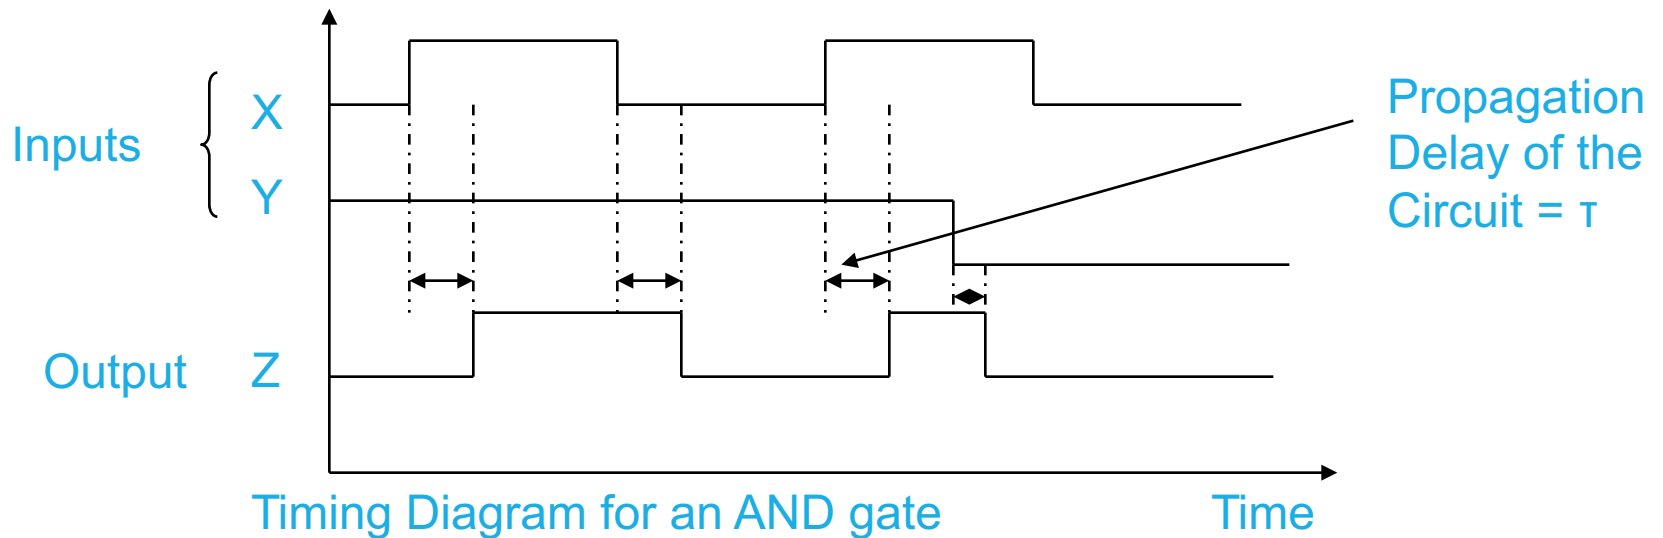 Inputs
X
Y
Output
Z
Propagation
Delay of the
Circuit = τ
Timing Diagram for an AND gate
Time